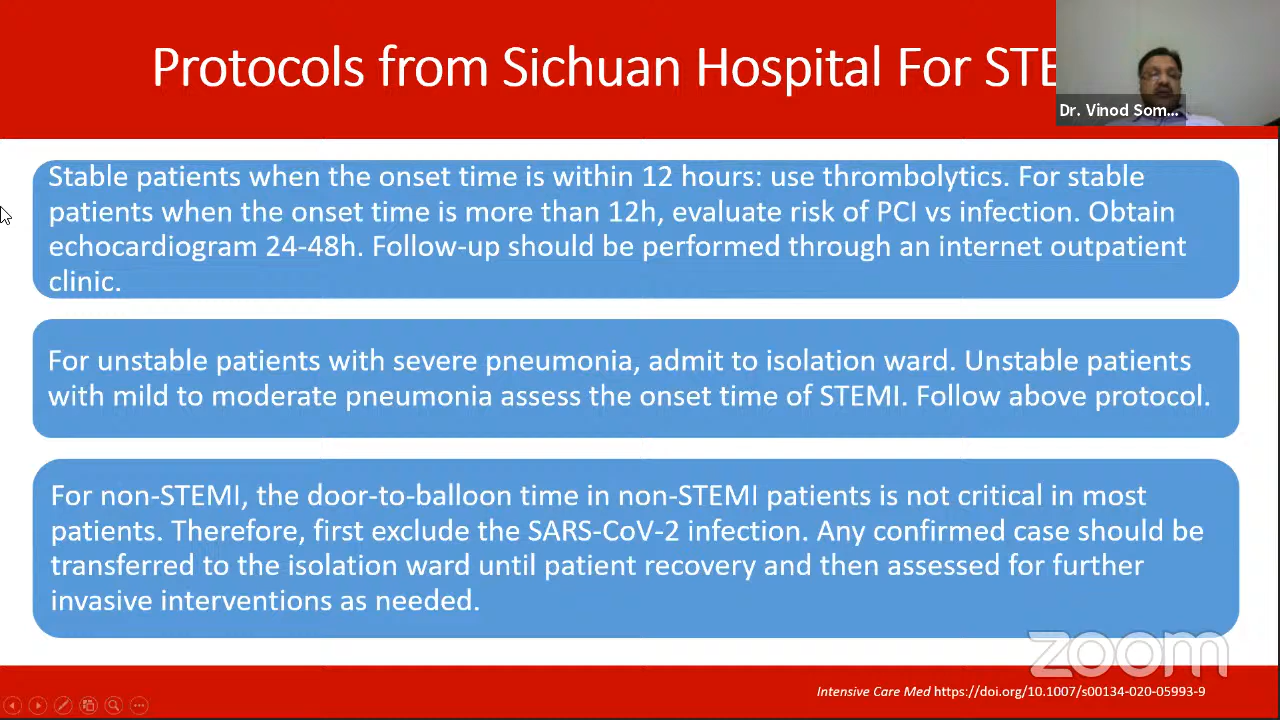 Protocols from Sichuan Hospital For STE
Dr. Vinod Som...
Stable patients when the onset time is within 12 hours: use thrombolytics. For stable
patients when the onset time is more than 12h, evaluate risk of PCI vs infection. Obtain
echocardiogram 24-48h. Follow-up should be performed through an internet outpatient
clinic.
For unstable patients with severe pneumonia, admit to isolation ward. Unstable patients
with mild to moderate pneumonia assess the onset time of STEMI. Follow above protocol.
For non-STEMI, the door-to-balloon time in non-STEMI patients is not critical in most
patients. Therefore, first exclude the SARS-CoV-2 infection. Any confirmed case should be
transferred to the isolation ward until patient recovery and then assessed for further
invasive interventions as needed.
zoom
Intensive Care Med https://doi.org/10.1007/s00134-020-05993-9